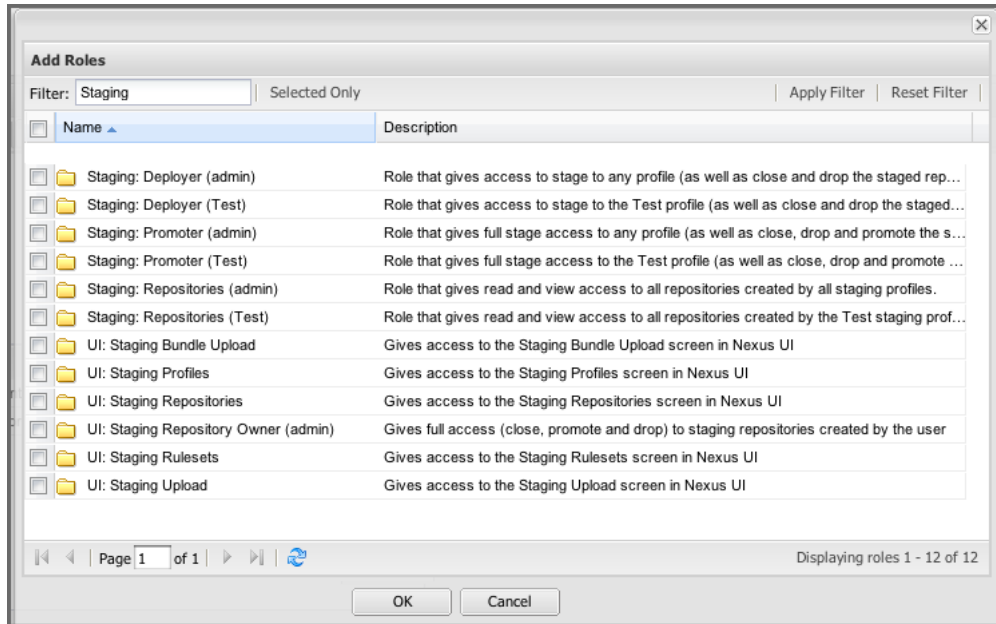 Add Roles
Filter: Staging Selected Only Apply Filter Reset Filter
Name Description
Staging: Deployer (admin) Role that gives access to stage to any profile (as well as close and drop the staged rep...
Staging: Deployer (Test) Role that gives access to stage to the Test profile (as well as close and drop the staged...
Staging: Promoter (admin) Role that gives full stage access to any profile (as well as close, drop and promote the s...
Staging: Promoter (Test) Role that gives full stage access to the Test profile (as well as close, drop and promote ...
Staging: Repositories (admin) Role that gives read and view access to all repositories created by all staging profiles.
Staging: Repositories (Test) Role that gives read and view access to all repositories created by the Test staging prof...
UI: Staging Bundle Upload Gives access to the Staging Bundle Upload screen in Nexus UI
UI: Staging Profiles Gives access to the Staging Profiles screen in Nexus UI
UI: Staging Repositories Gives access to the Staging Repositories screen in Nexus UI
UI: Staging Repository Owner (admin) Gives full access (close, promote and drop) to staging repositories created by the user
UI: Staging Rulesets Gives access to the Staging Rulesets screen in Nexus UI
UI: Staging Upload Gives access to the Staging Upload screen in Nexus UI
Page 1 of 1 Displaying roles 1 - 12 of 12
OK Cancel